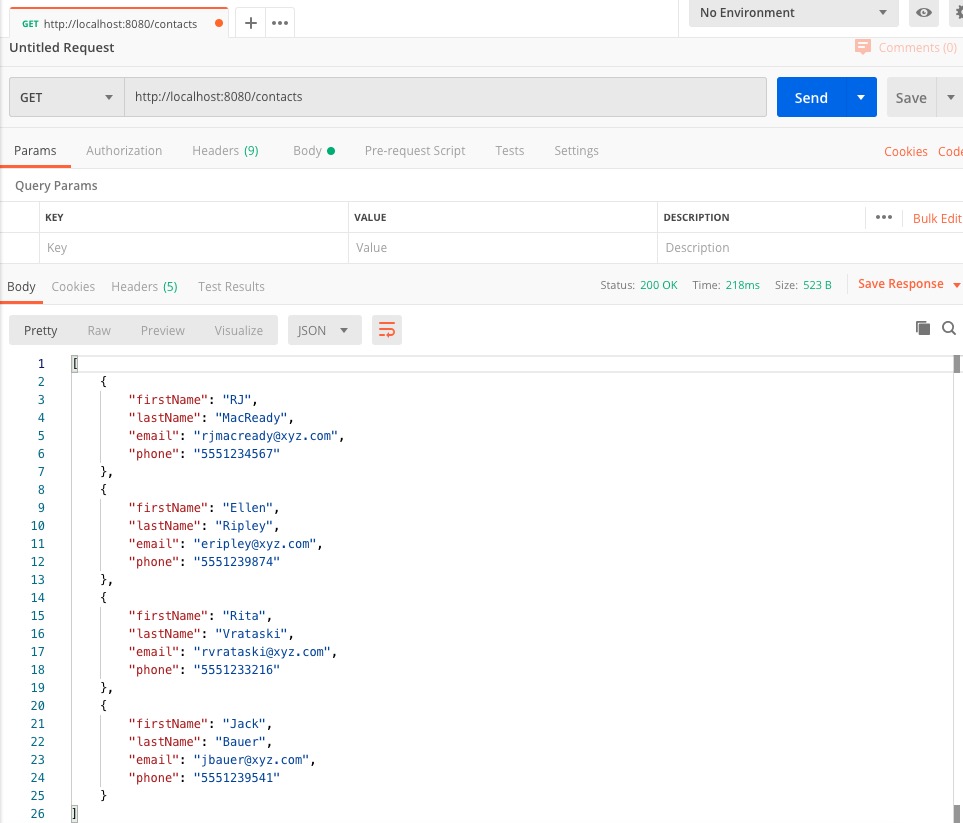 GET http://localhost:8080/contacts
No Environment
Untitled Request
Comments (0)
GET http://localhost:8080/contacts Send Save
Params Authorization Headers (9) Body Pre-request Script Tests Settings Cookies Code
Query Params
KEY VALUE DESCRIPTION Bulk Edit
Key Value Description
Body Cookies Headers (5) Test Results Status: 200 OK Time: 218ms Size: 523 B Save Response
Pretty Raw Preview Visualize JSON
1 [
2 {
3 "firstName": "RJ",
4 "lastName": "MacReady",
5 "email": "rjmacready@xyz.com",
6 "phone": "5551234567"
7 },
8 {
9 "firstName": "Ellen",
10 "lastName": "Ripley",
11 "email": "eripley@xyz.com",
12 "phone": "5551239874"
13 },
14 {
15 "firstName": "Rita",
16 "lastName": "Vrataski",
17 "email": "rvrataski@xyz.com",
18 "phone": "5551233216"
19 },
20 {
21 "firstName": "Jack",
22 "lastName": "Bauer",
23 "email": "jbauer@xyz.com",
24 "phone": "5551239541"
25 }
26 ]